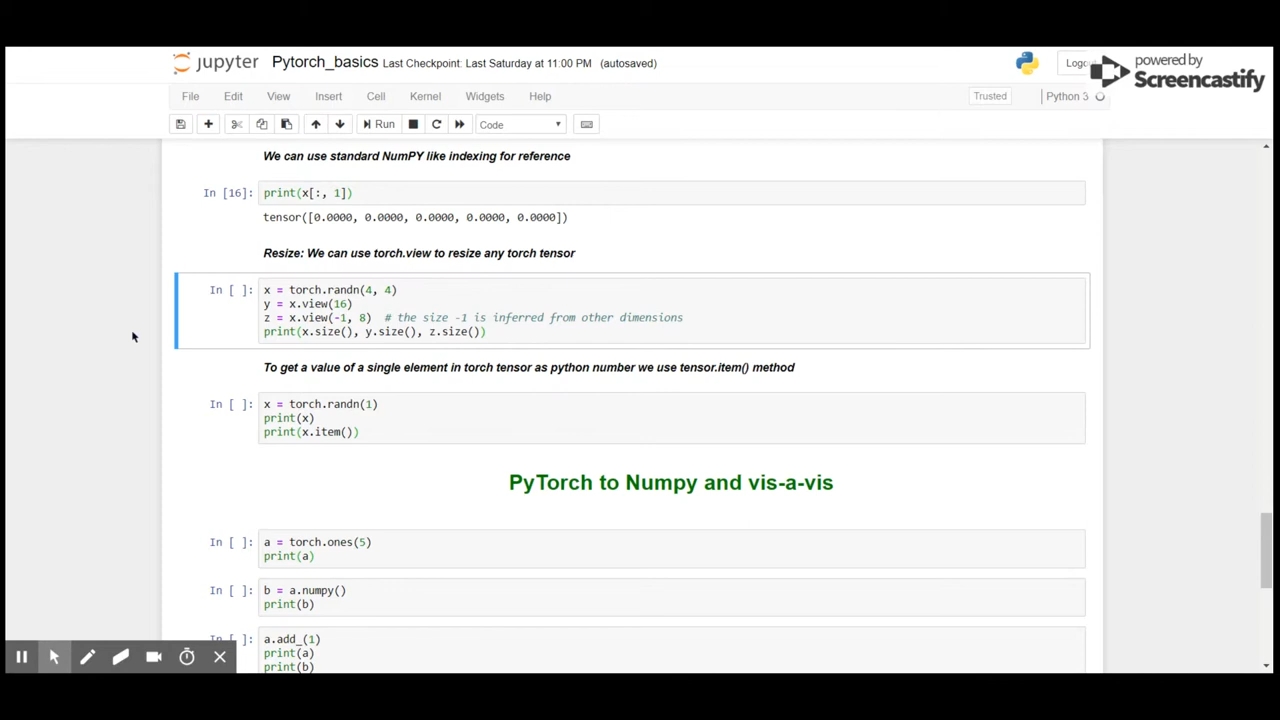 powered by
Screencastify
jupyter Pytorch_basics Last Checkpoint: Last Saturday at 11:00 PM (autosaved)
File Edit View Insert Cell Kernel Widgets Help Trusted Python 3
Run Code
We can use standard NumPY like indexing for reference
In [16]: print(x[:, 1])
tensor([0.0000, 0.0000, 0.0000, 0.0000, 0.0000])
Resize: We can use torch.view to resize any torch tensor
In [ ]: x = torch.randn(4, 4)
y = x.view(16)
z = x.view(-1, 8) # the size -1 is inferred from other dimensions
print(x.size(), y.size(), z.size())
To get a value of a single element in torch tensor as python number we use tensor.item() method
In [ ]: x = torch.randn(1)
print(x)
print(x.item())
PyTorch to Numpy and vis-a-vis
In [ ]: a = torch.ones(5)
print(a)
In [ ]: b = a.numpy()
print(b)
In [ ]: a.add_(1)
print(a)
print(b)